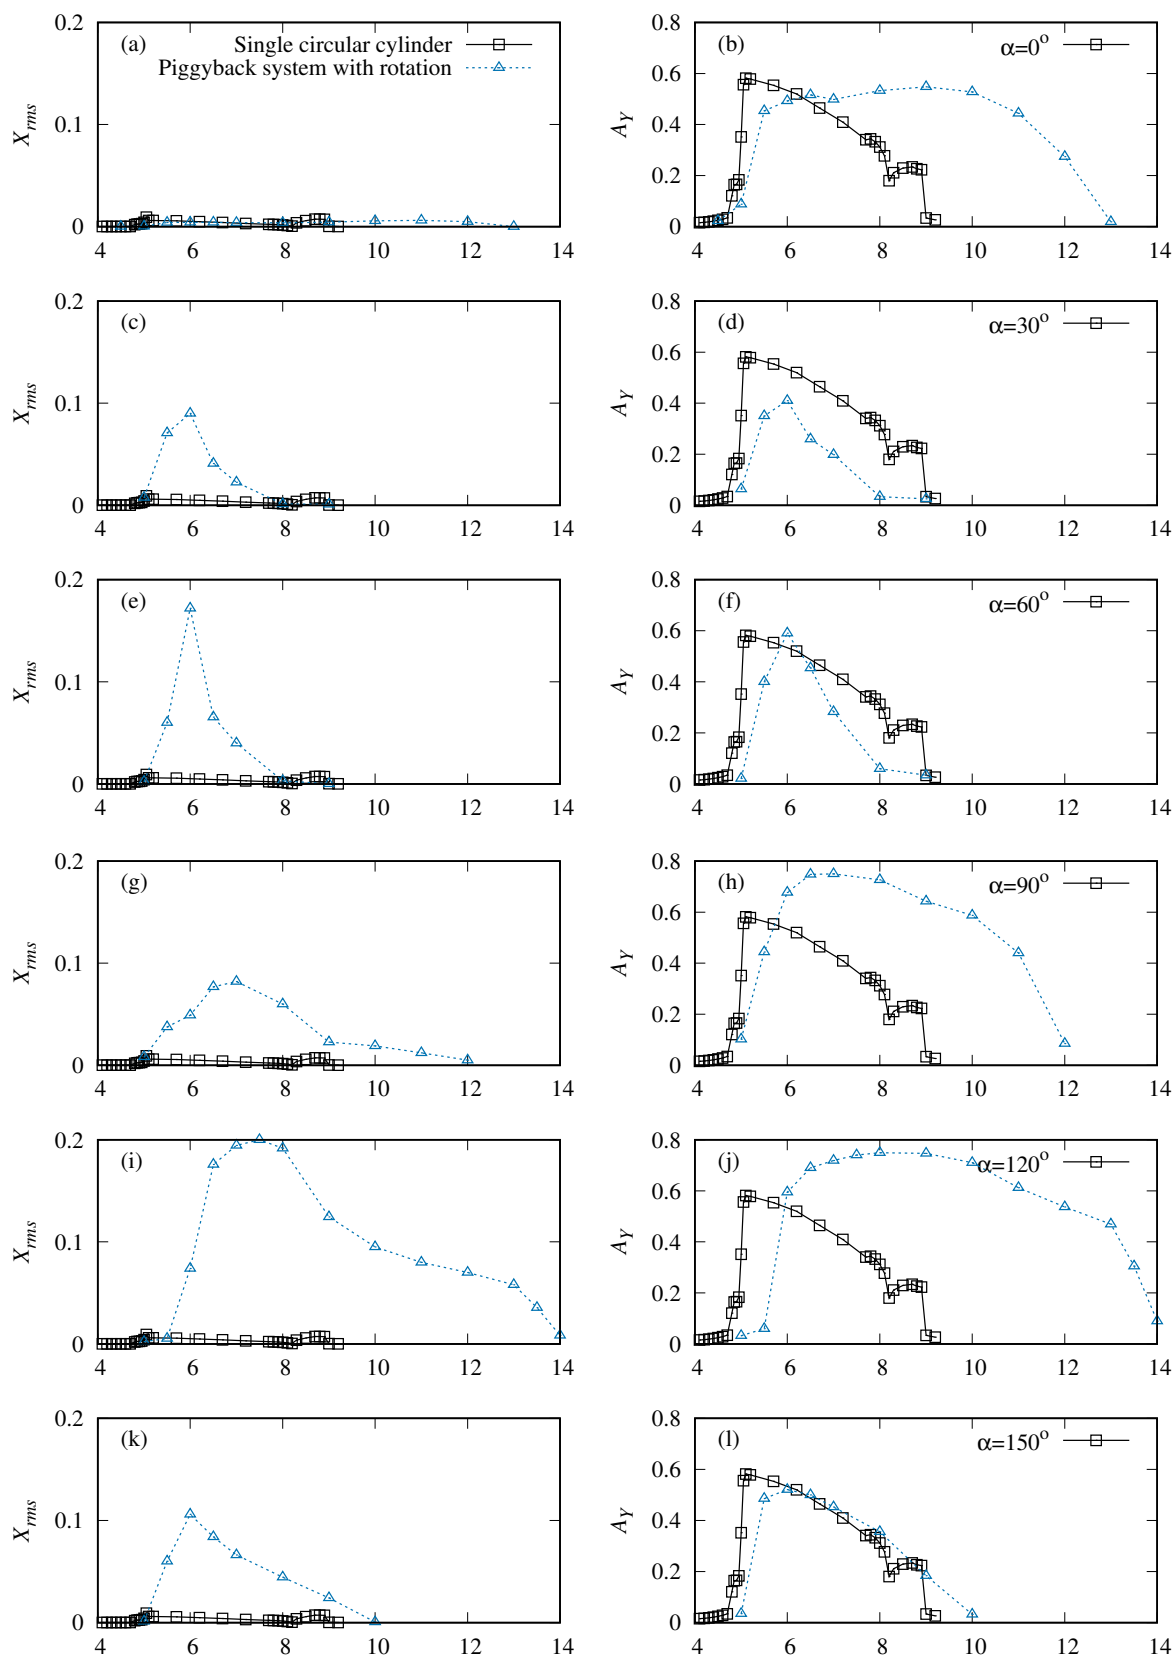 0.2
(a)
Single circular cylinder
Piggyback system with rotation
X_rms
0.1
0
4 6 8 10 12 14
0.8
(b)
α=0°
0.6
A_Y
0.4
0.2
0
4 6 8 10 12 14
0.2
(c)
X_rms
0.1
0
4 6 8 10 12 14
0.8
(d)
α=30°
0.6
A_Y
0.4
0.2
0
4 6 8 10 12 14
0.2
(e)
X_rms
0.1
0
4 6 8 10 12 14
0.8
(f)
α=60°
0.6
A_Y
0.4
0.2
0
4 6 8 10 12 14
0.2
(g)
X_rms
0.1
0
4 6 8 10 12 14
0.8
(h)
α=90°
0.6
A_Y
0.4
0.2
0
4 6 8 10 12 14
0.2
(i)
X_rms
0.1
0
4 6 8 10 12 14
0.8
(j)
α=120°
0.6
A_Y
0.4
0.2
0
4 6 8 10 12 14
0.2
(k)
X_rms
0.1
0
4 6 8 10 12 14
0.8
(l)
α=150°
0.6
A_Y
0.4
0.2
0
4 6 8 10 12 14